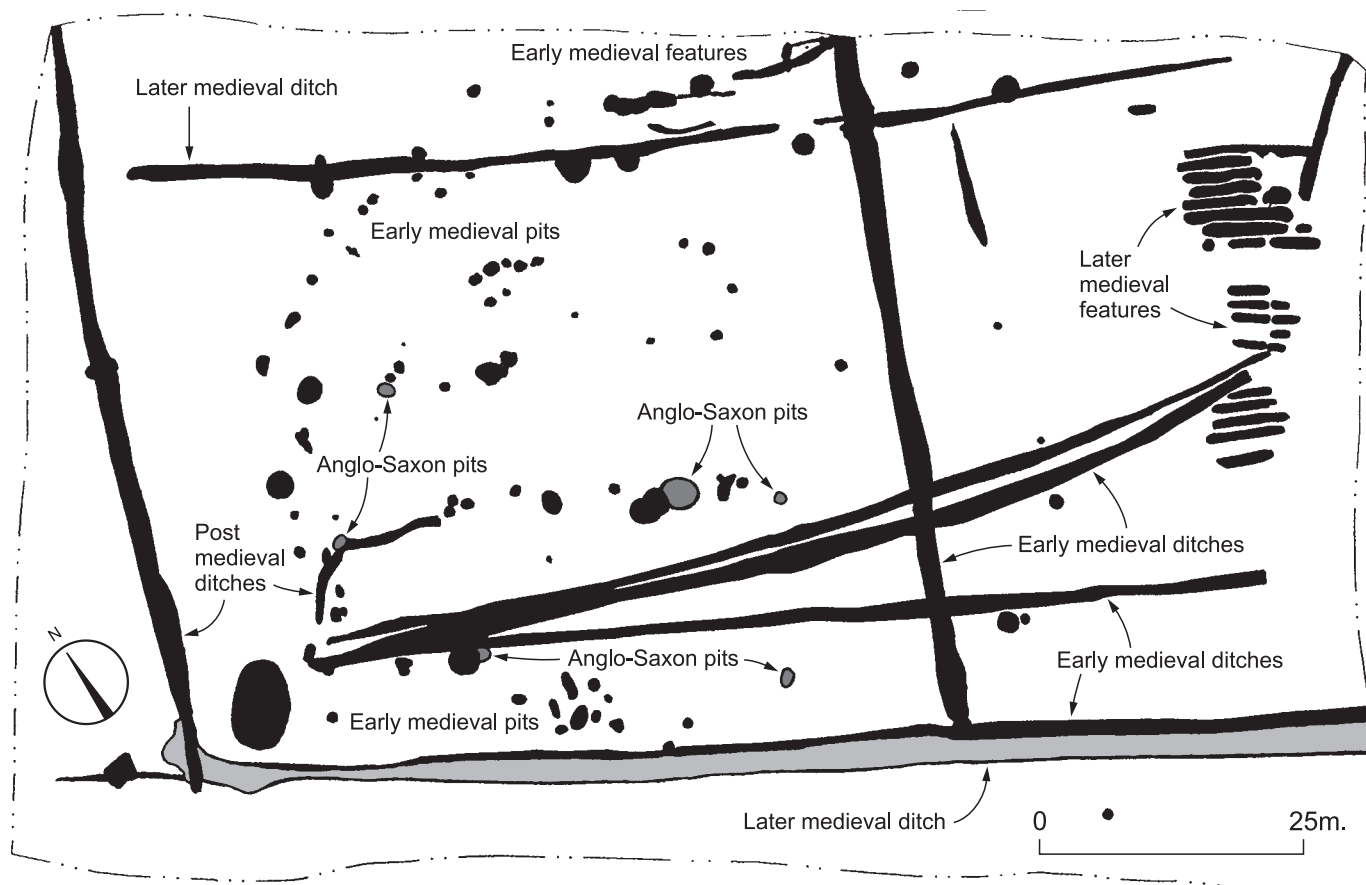 Early medieval features
Later medieval ditch
Early medieval pits
Later
medieval
features
Anglo-Saxon pits
Anglo-Saxon pits
Post
medieval
ditches
Early medieval ditches
N
Anglo-Saxon pits
Early medieval ditches
Early medieval pits
Later medieval ditch
0
25m.